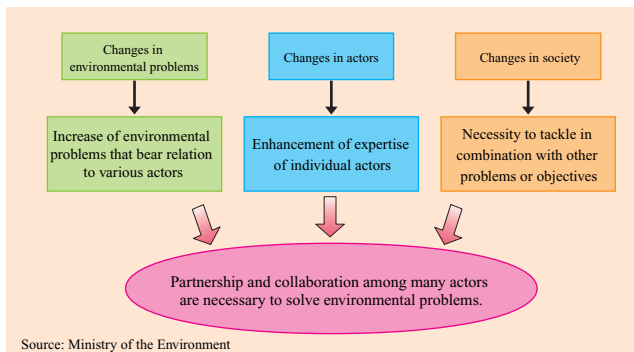 Changes in
environmental problems
Changes in actors
Changes in society
Increase of environmental
problems that bear relation
to various actors
Enhancement of expertise
of individual actors
Necessity to tackle in
combination with other
problems or objectives
Partnership and collaboration among many actors
are necessary to solve environmental problems.
Source: Ministry of the Environment